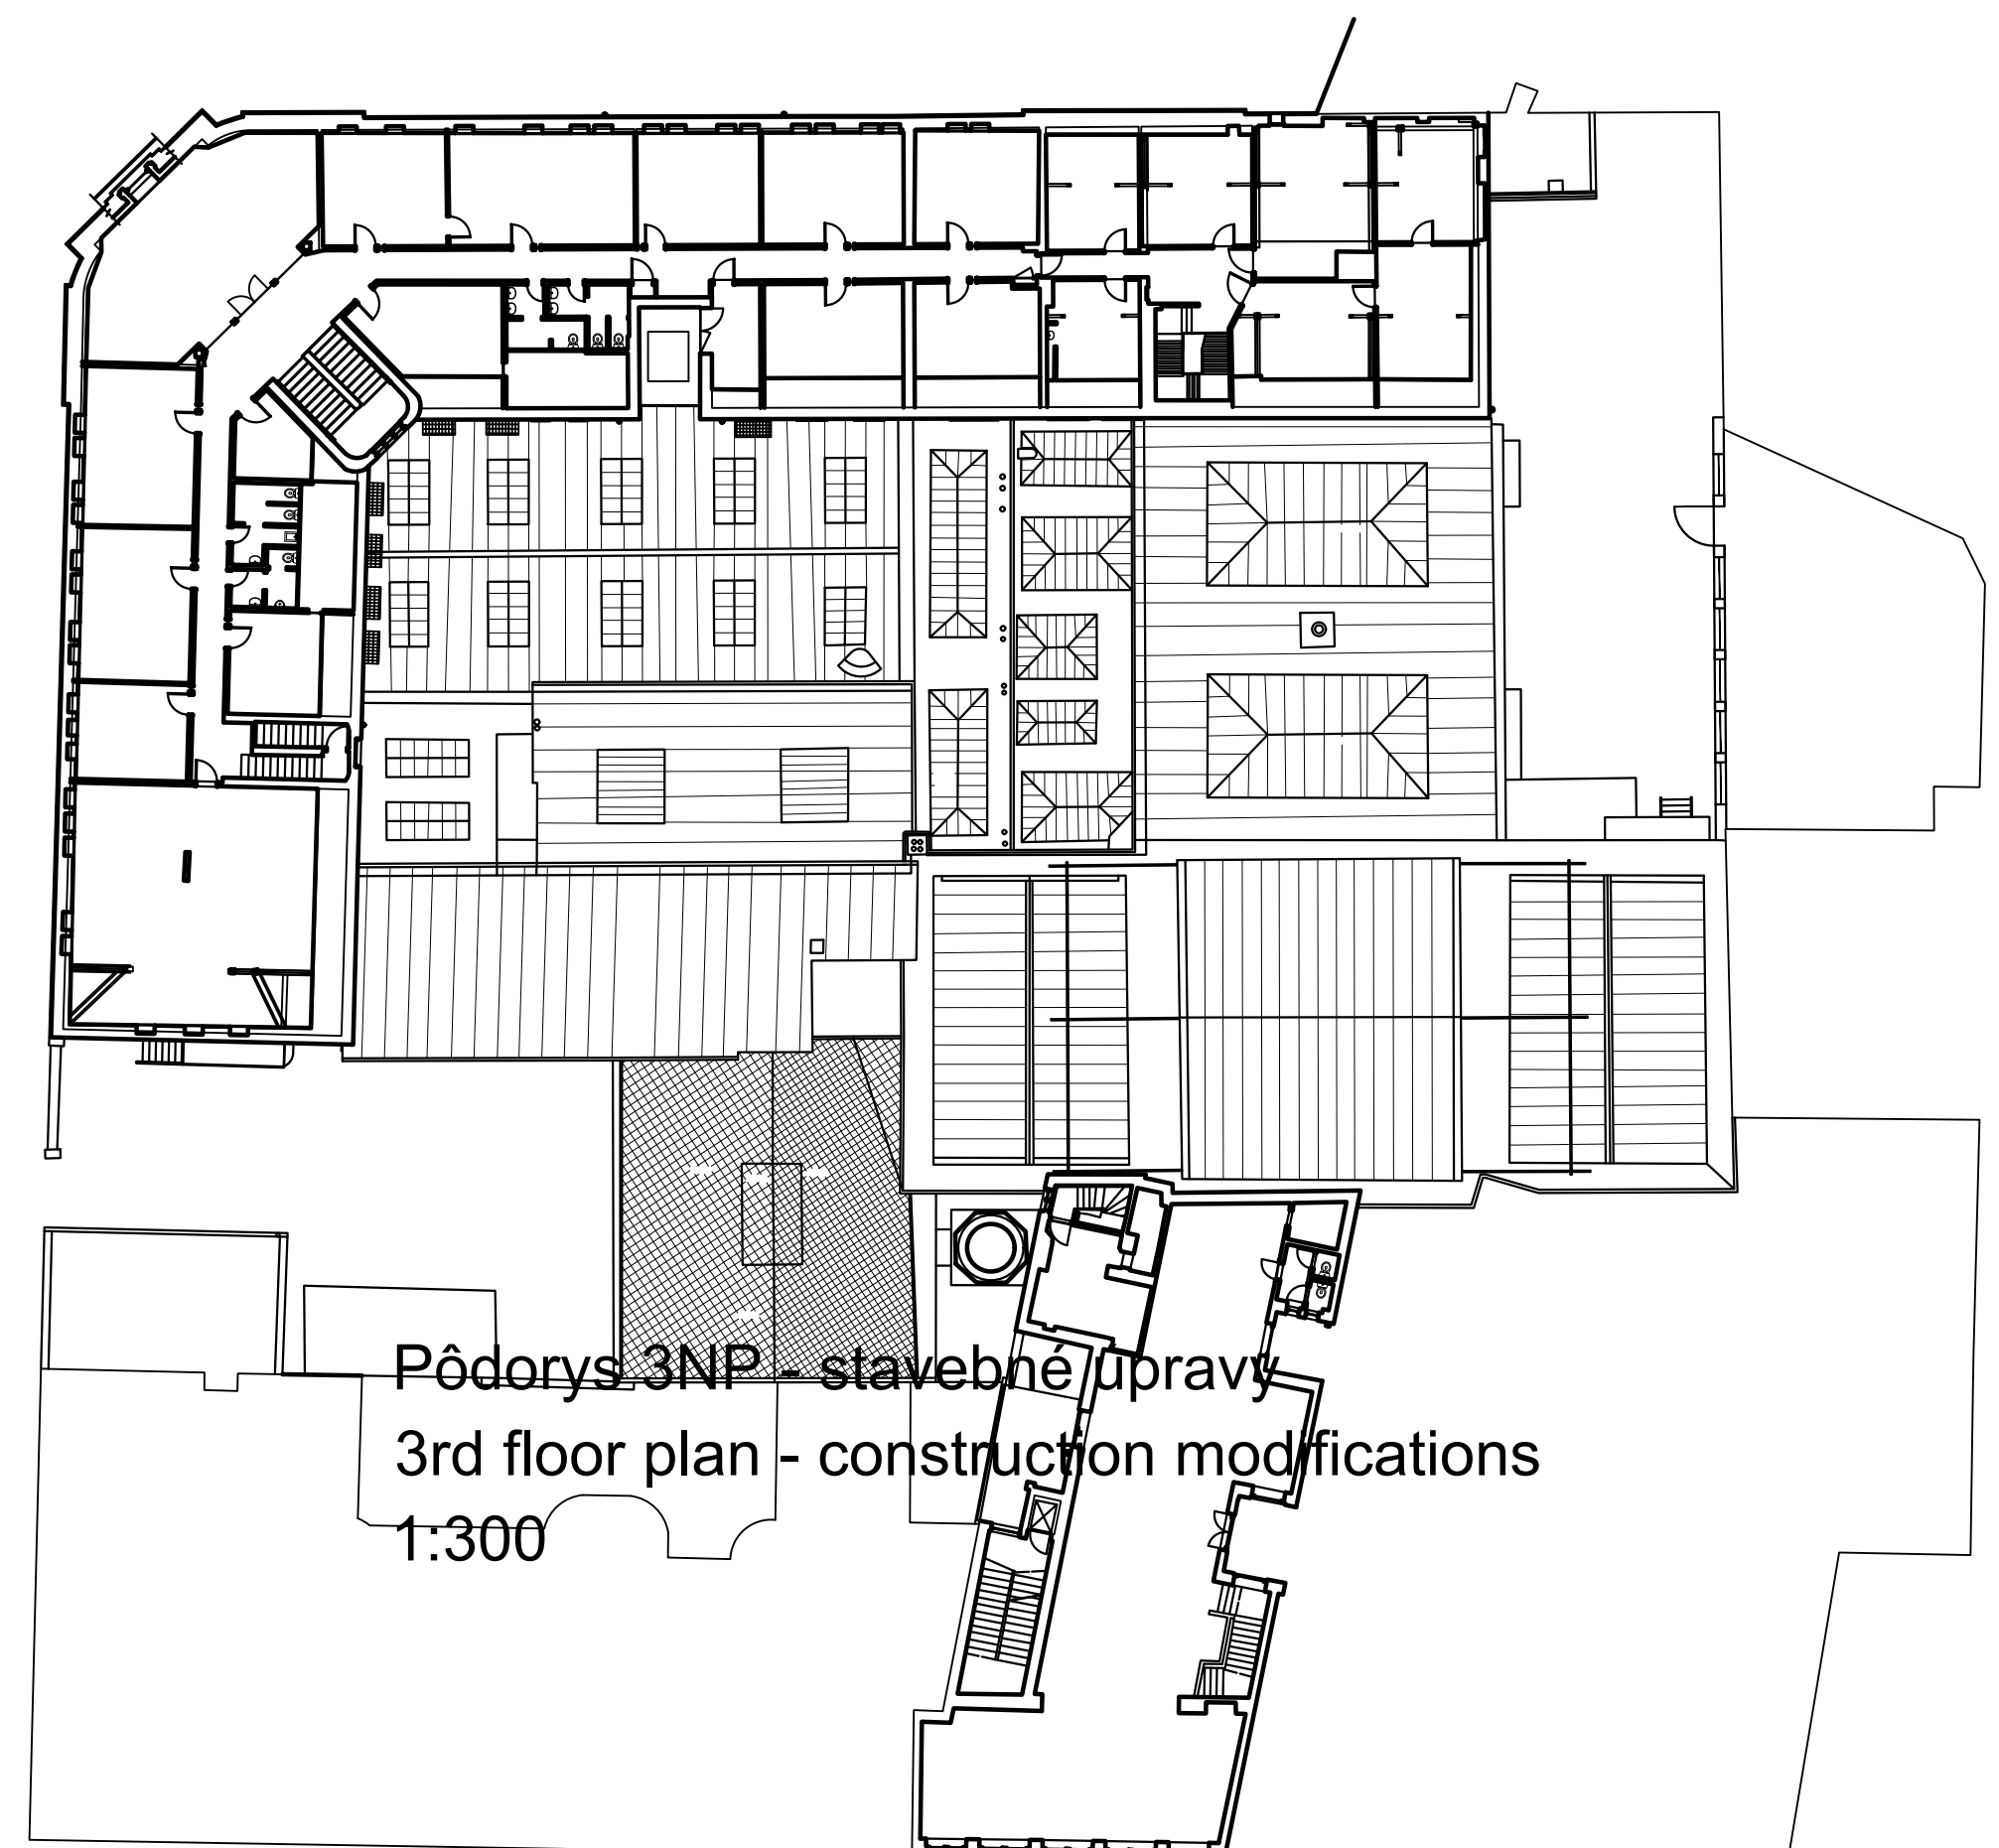 Pôdorys 3NP - stavebné úpravy
3rd floor plan - construction modifications
1:300